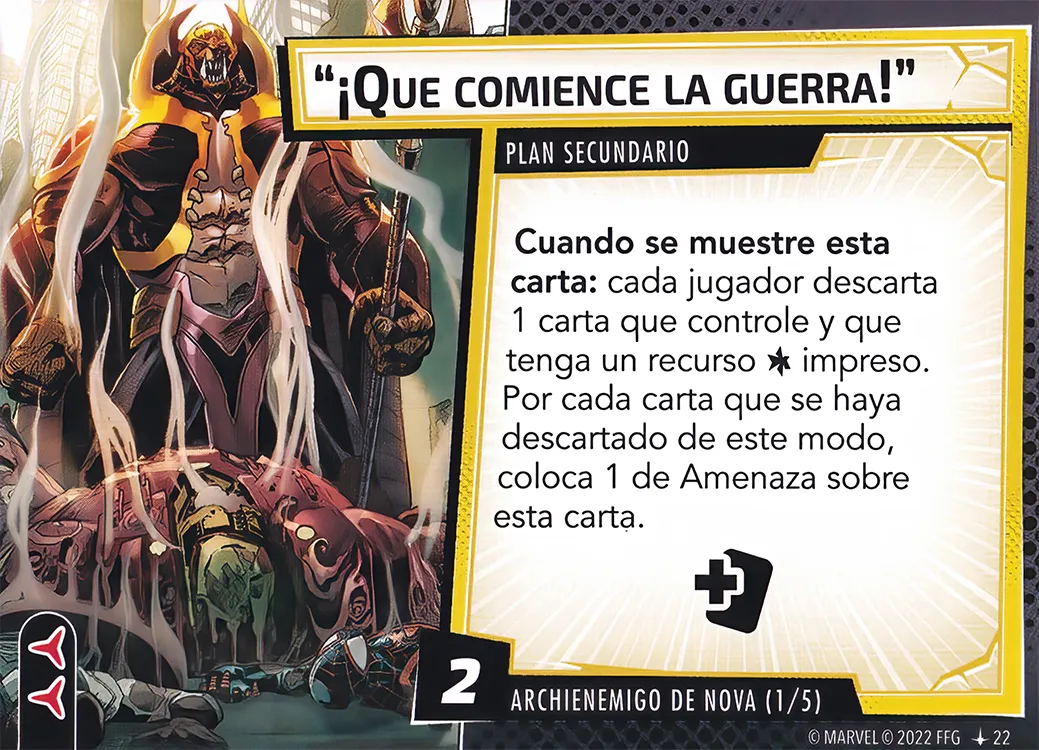 “¡Que comience la guerra!”
PLAN SECUNDARIO
Cuando se muestre esta
carta: cada jugador descarta
1 carta que controle y que
tenga un recurso impreso.
Por cada carta que se haya
descartado de este modo,
coloca 1 de Amenaza sobre
esta carta.
2
ARCHIENEMIGO DE NOVA (1/5)
© MARVEL © 2022 FFG 22